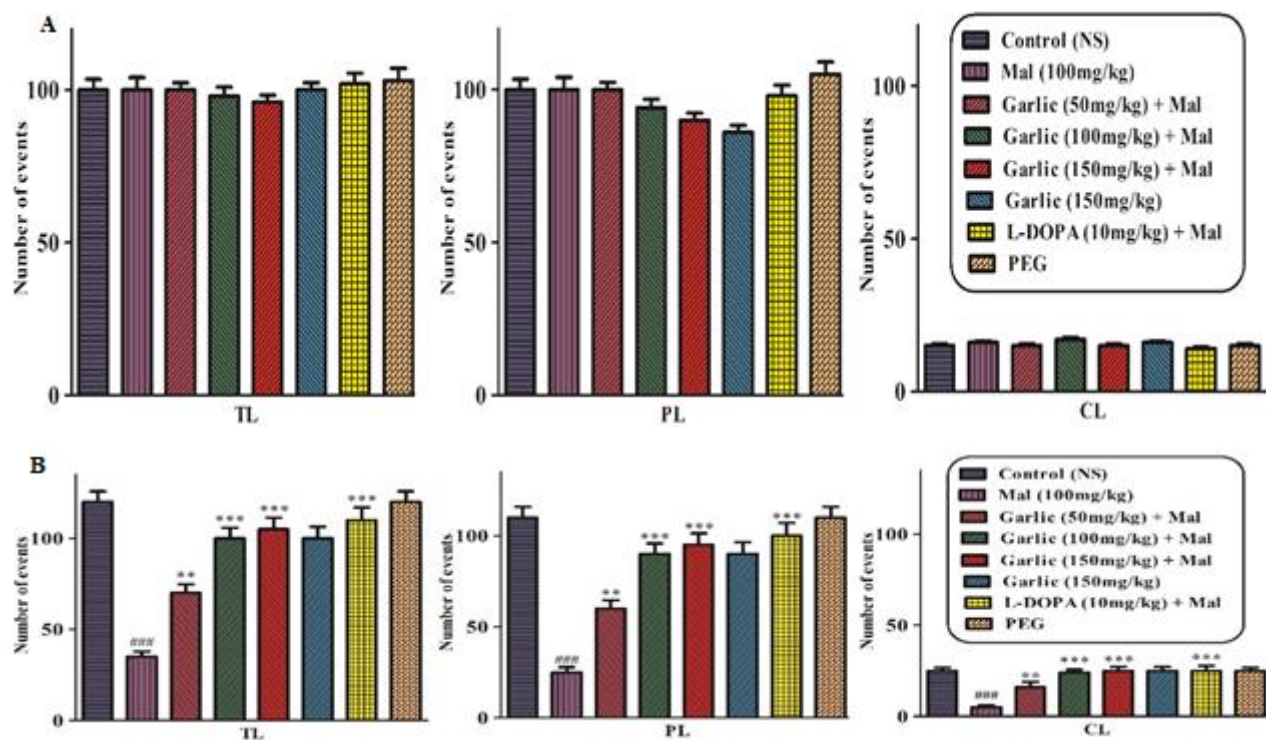 A
Number of events
100
50
0
TL
Number of events
100
50
0
PL
Number of events
100
50
0
CL
Control (NS)
Mal (100mg/kg)
Garlic (50mg/kg) + Mal
Garlic (100mg/kg) + Mal
Garlic (150mg/kg) + Mal
Garlic (150mg/kg)
L-DOPA (10mg/kg) + Mal
PEG
B
Number of events
100
50
0
###
**
***
***
***
TL
Number of events
100
50
0
###
**
***
***
***
PL
Number of events
100
50
0
###
**
***
***
***
CL
Control (NS)
Mal (100mg/kg)
Garlic (50mg/kg) + Mal
Garlic (100mg/kg) + Mal
Garlic (150mg/kg) + Mal
Garlic (150mg/kg)
L-DOPA (10mg/kg) + Mal
PEG